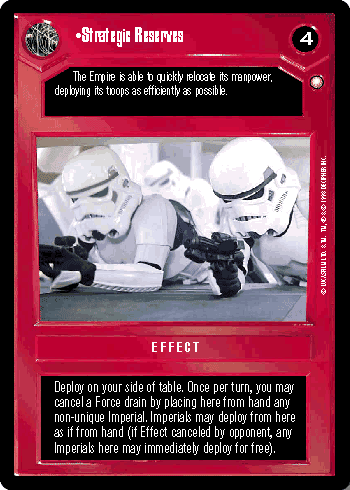 •Strategic Reserves
4
The Empire is able to quickly relocate its manpower,
deploying its troops as efficiently as possible.
EFFECT
Deploy on your side of table. Once per turn, you may
cancel a Force drain by placing here from hand any
non-unique Imperial. Imperials may deploy from here
as if from hand (if Effect canceled by opponent, any
Imperials here may immediately deploy for free).